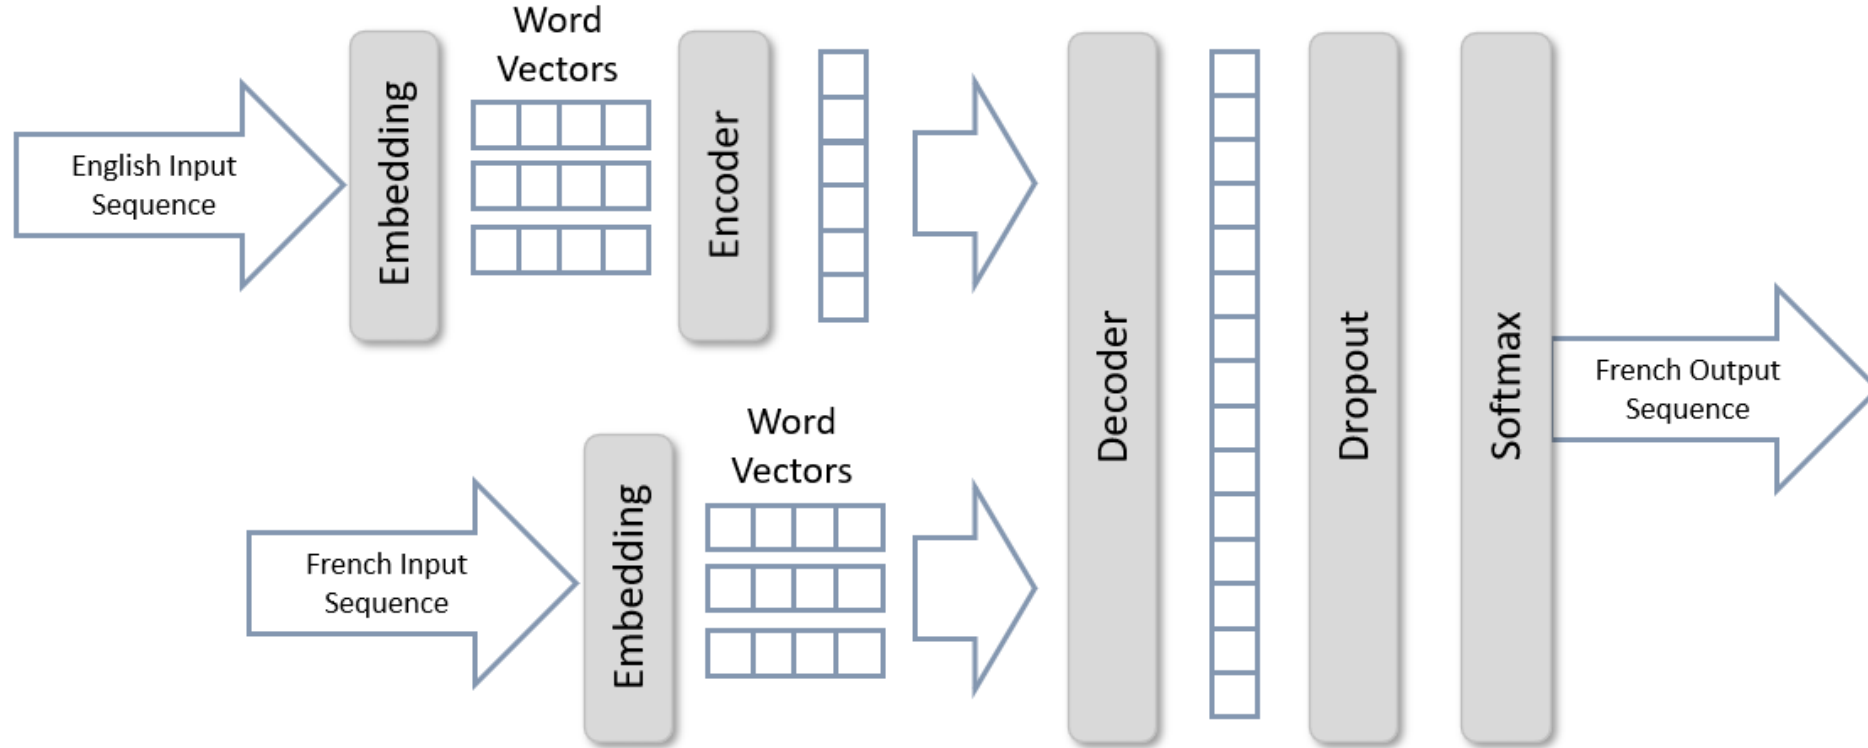 English Input
Sequence
Embedding
Word
Vectors
Encoder
French Input
Sequence
Embedding
Word
Vectors
Decoder
Dropout
Softmax
French Output
Sequence